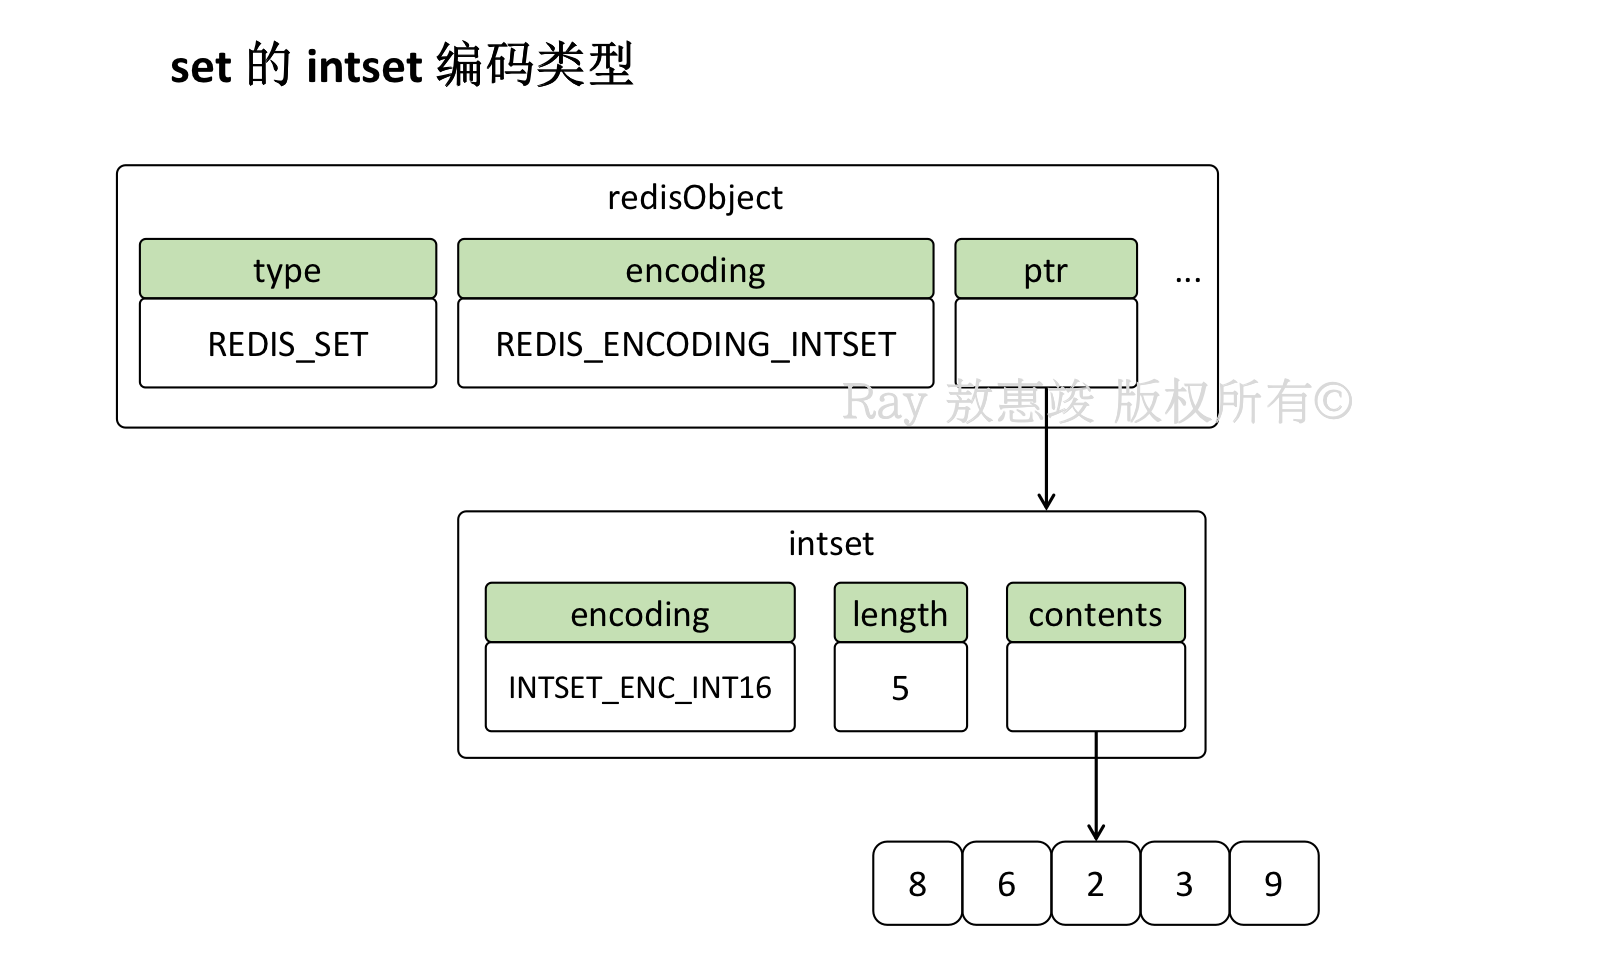 set 的 intset 编码类型
redisObject
type encoding ptr ...
REDIS_SET REDIS_ENCODING_INTSET
Ray 敖惠竣 版权所有©
intset
encoding length contents
INTSET_ENC_INT16 5
8 6 2 3 9